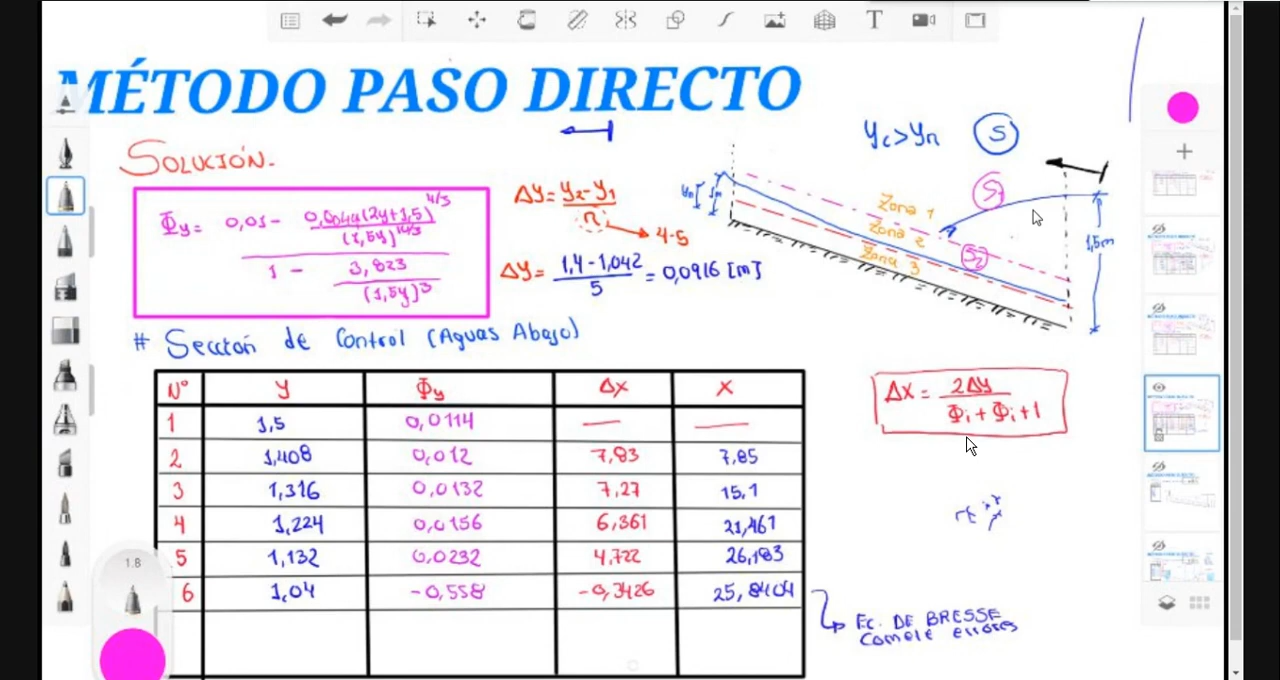 MÉTODO PASO DIRECTO
SOLUCIÓN.
Φy = 0,01 - 0,0044(2y+1,5)^4/3
(1,5y)^10/3
1 - 3,823
(1,5y)^3
Δy = y2-y1
n
4-5
Δy = 1,4-1,042 = 0,0916 [m]
5
yc>yn S
S1
Zona 1
Zona 2
S2
Zona 3
1,5m
# Sección de Control (Aguas Abajo)
N° y Φy Δx x
1 1,5 0,0114 — —
2 1,408 0,012 7,83 7,85
3 1,316 0,0132 7,27 15,1
4 1,224 0,0156 6,361 21,461
5 1,132 0,0232 4,722 26,183
6 1,04 -0,558 -0,3426 25,8404
Δx = 2Δy
Φi+Φi+1
Ec. DE BRESSE
Comete errores
1.8
T